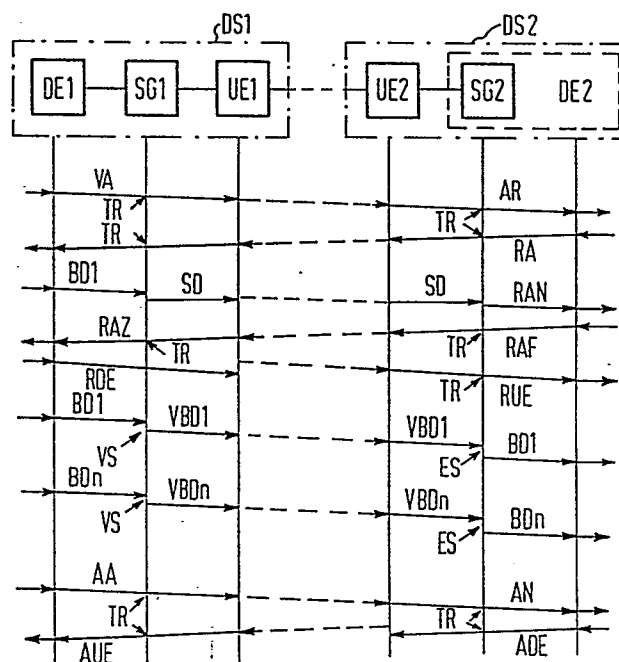 DS1 DS2
DE1 SG1 UE1 UE2 SG2 DE2
VA AR
TR TR
TR RA
BD1 SD SD RAN
RAZ TR TR RAF
RDE TR RUE
BD1 VBD1 VBD1 BD1
VS ES
BDn VBDn VBDn BDn
VS ES
AA AN
TR TR
AUE ADE